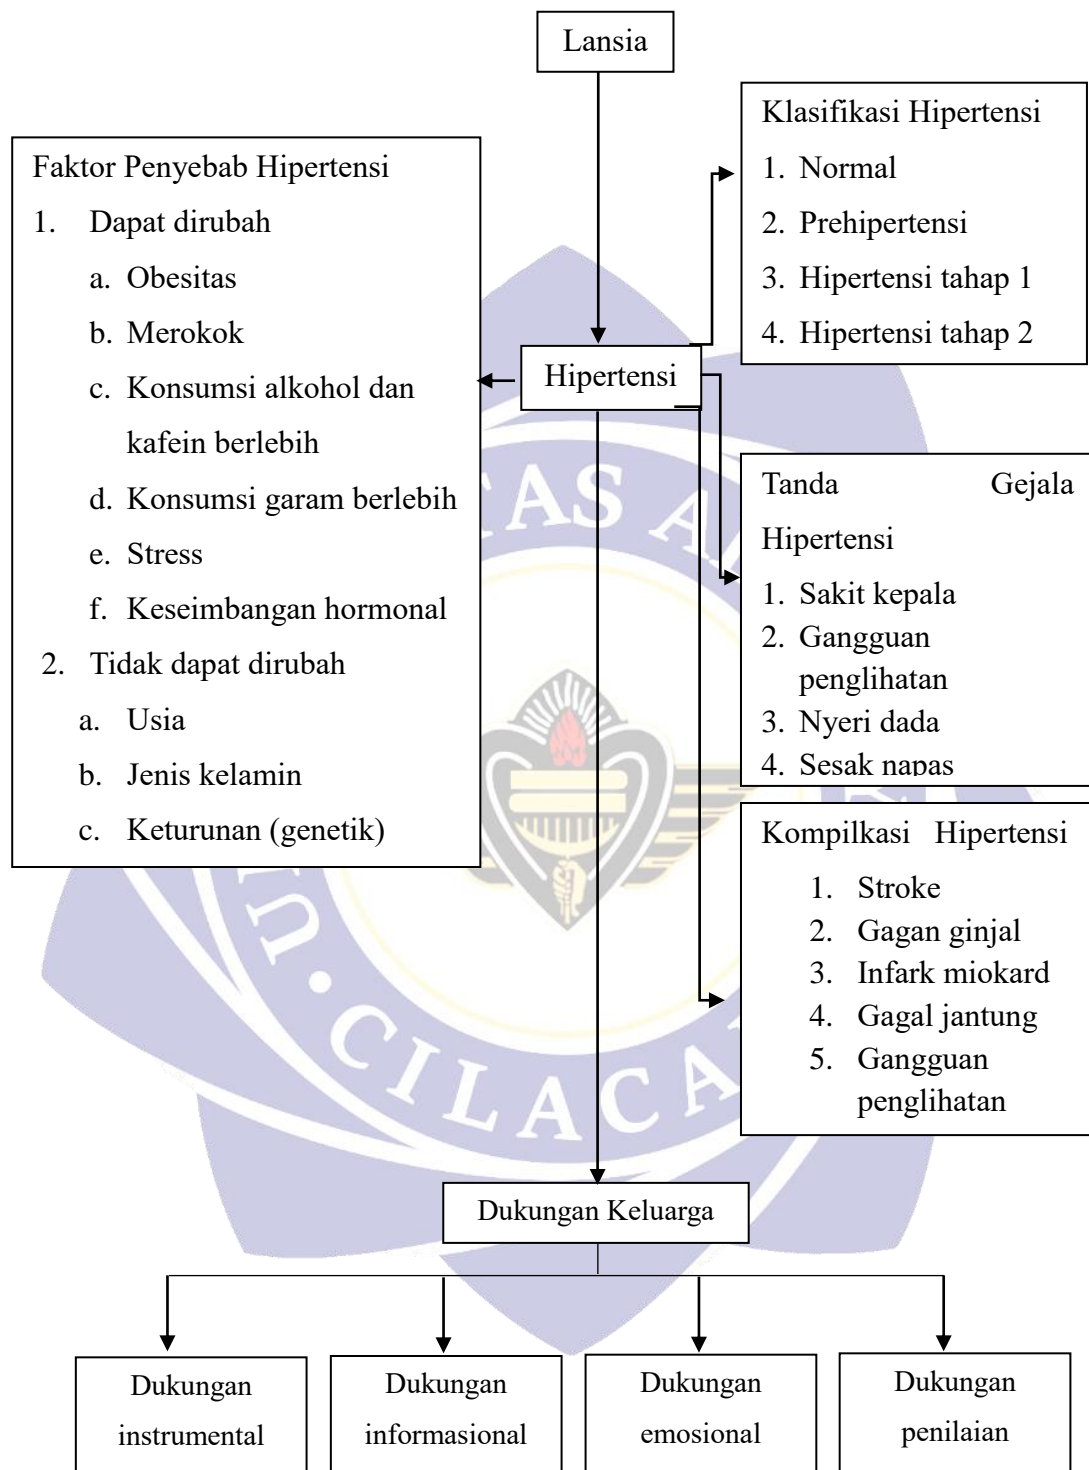 Lansia
Klasifikasi Hipertensi
1. Normal
2. Prehipertensi
3. Hipertensi tahap 1
4. Hipertensi tahap 2
Faktor Penyebab Hipertensi
1. Dapat dirubah
a. Obesitas
b. Merokok
c. Konsumsi alkohol dan
kafein berlebih
d. Konsumsi garam berlebih
e. Stress
f. Keseimbangan hormonal
2. Tidak dapat dirubah
a. Usia
b. Jenis kelamin
c. Keturunan (genetik)
Hipertensi
Tanda Gejala
Hipertensi
1. Sakit kepala
2. Gangguan
penglihatan
3. Nyeri dada
4. Sesak napas
Kompilkasi Hipertensi
1. Stroke
2. Gagan ginjal
3. Infark miokard
4. Gagal jantung
5. Gangguan
penglihatan
CILACA
Dukungan Keluarga
Dukungan
instrumental
Dukungan
informasional
Dukungan
emosional
Dukungan
penilaian